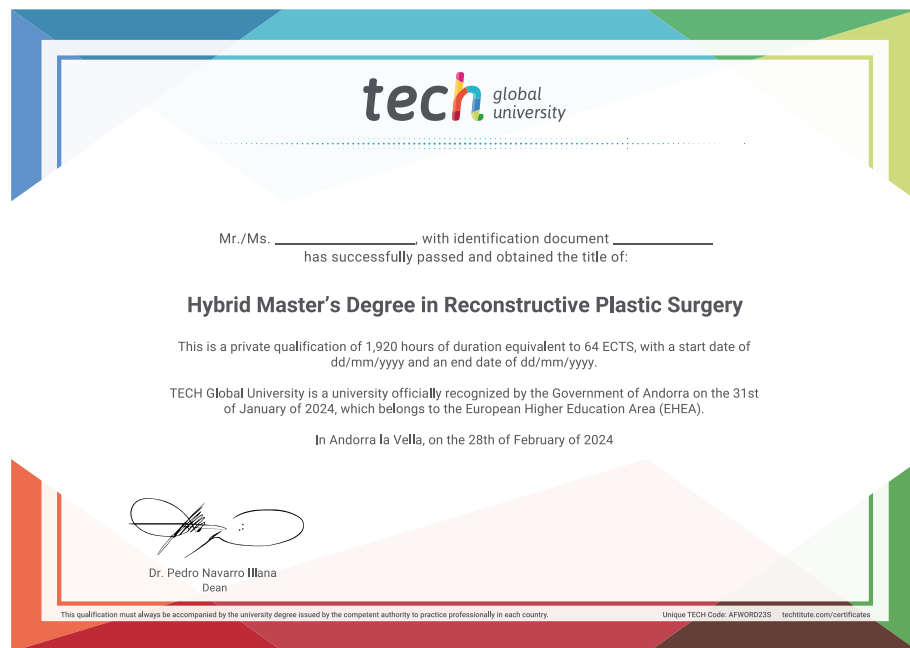 tech global university
Mr./Ms. ________________, with identification document ____________
has successfully passed and obtained the title of:
Hybrid Master's Degree in Reconstructive Plastic Surgery
This is a private qualification of 1,920 hours of duration equivalent to 64 ECTS, with a start date of
dd/mm/yyyy and an end date of dd/mm/yyyy.
TECH Global University is a university officially recognized by the Government of Andorra on the 31st
of January of 2024, which belongs to the European Higher Education Area (EHEA).
In Andorra la Vella, on the 28th of February of 2024
Dr. Pedro Navarro Illana
Dean
This qualification must always be accompanied by the university degree issued by the competent authority to practice professionally in each country.
Unique TECH Code: AFWORD23S techtitute.com/certificates